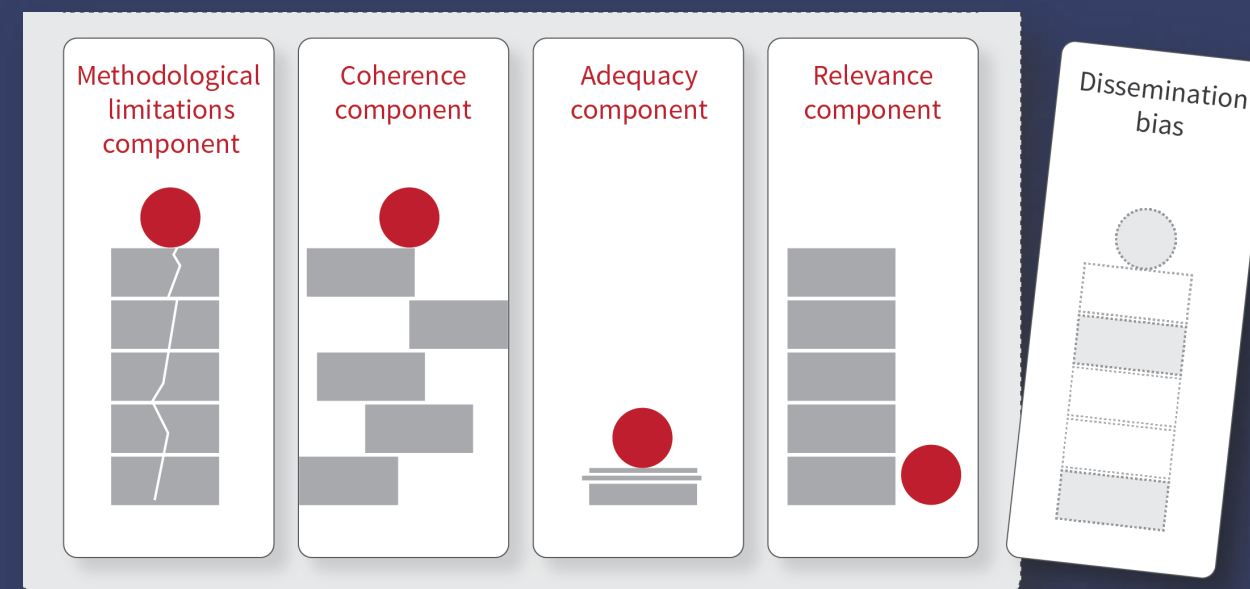 Methodological
limitations
component
Coherence
component
Adequacy
component
Relevance
component
Dissemination
bias